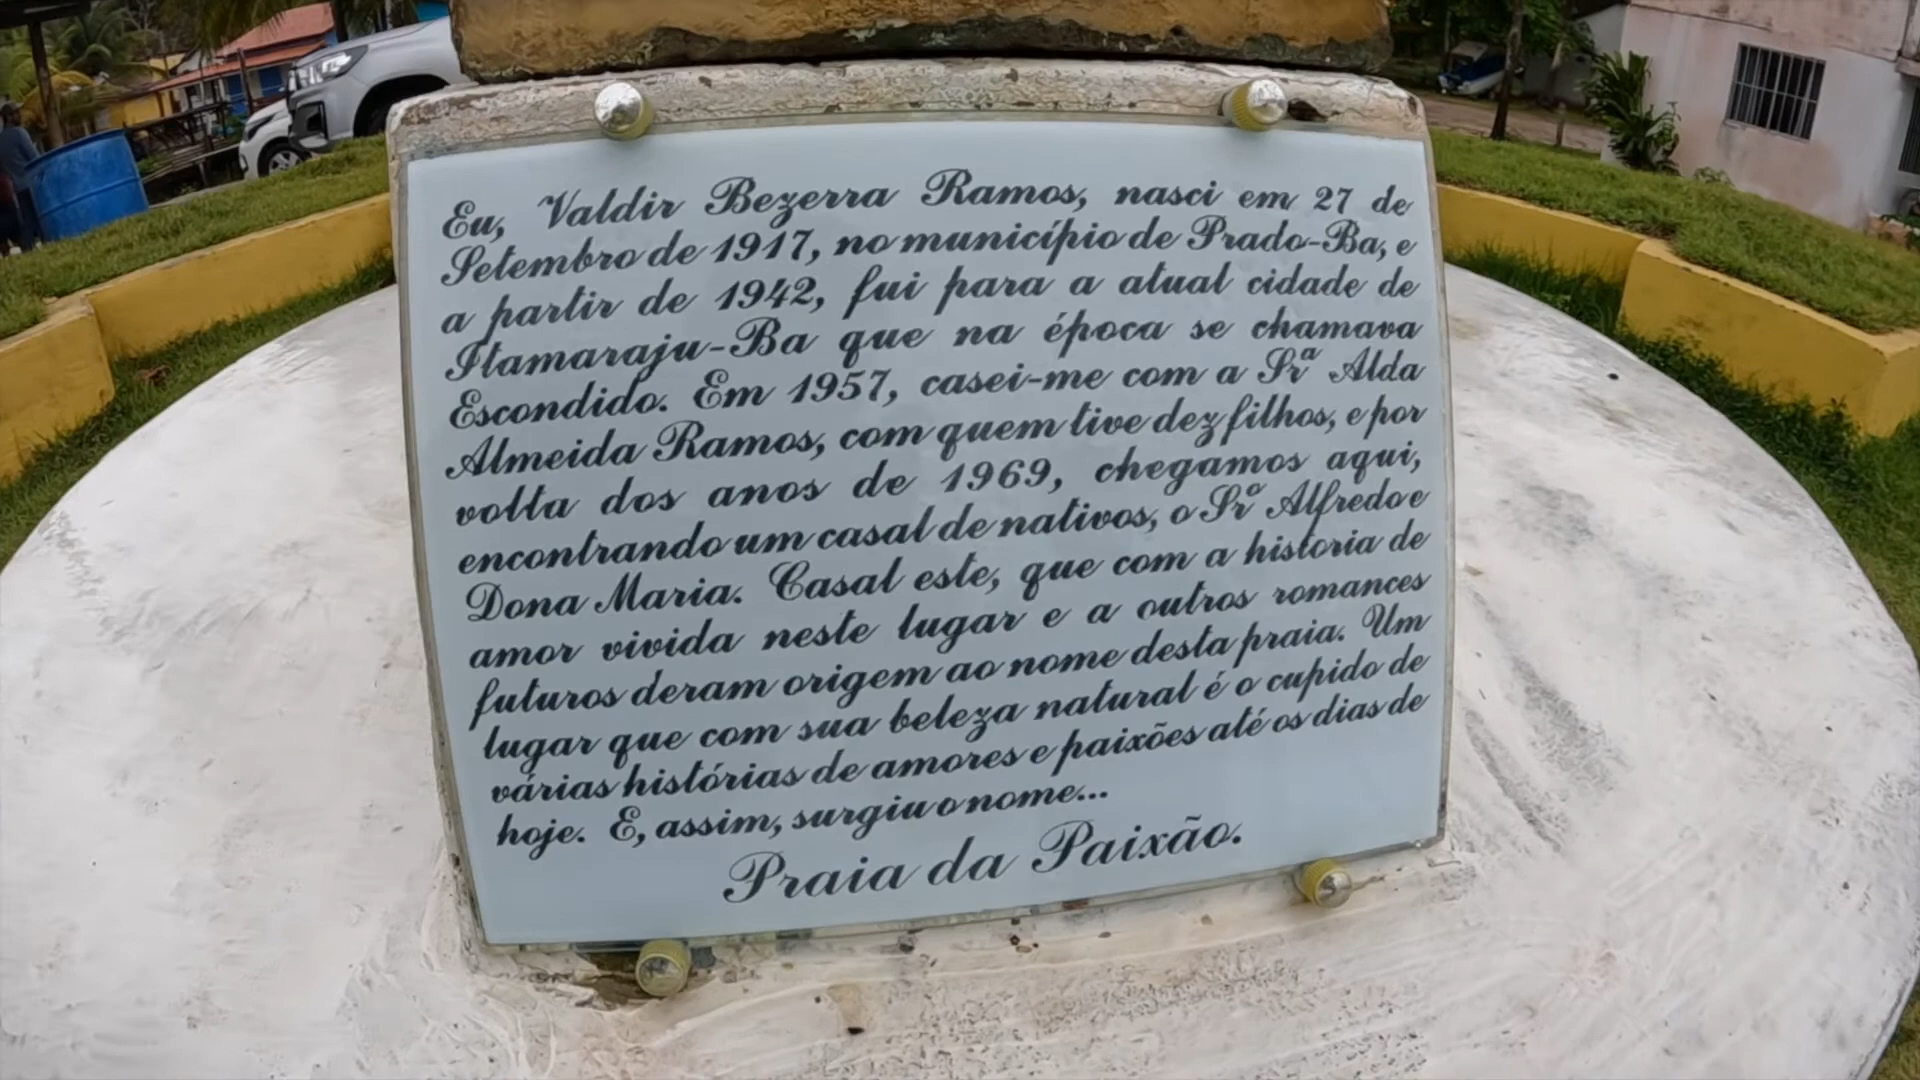 Eu, Valdir Bezerra Ramos, nasci em 27 de
Setembro de 1917, no município de Prado-Ba, e
a partir de 1942, fui para a atual cidade de
Itamaraju-Ba que na época se chamava
Escondido. Em 1957, casei-me com a Srª Alda
Almeida Ramos, com quem tive dez filhos, e por
volta dos anos de 1969, chegamos aqui,
encontrando um casal de nativos, o Srº Alfredo e
Dona Maria. Casal este, que com a historia de
amor vivida neste lugar e a outros romances
futuros deram origem ao nome desta praia. Um
lugar que com sua beleza natural é o cupido de
várias histórias de amores e paixões até os dias de
hoje. E, assim, surgiu o nome...
Praia da Paixão.